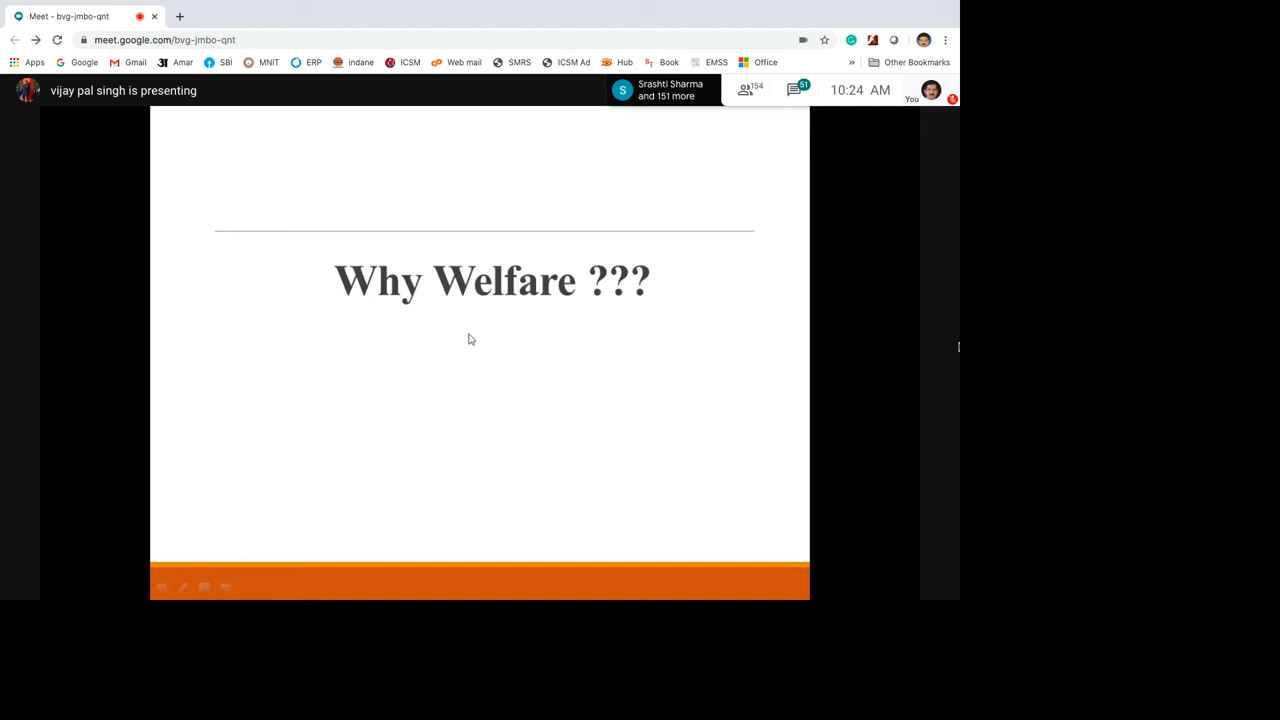 Meet - bvg-jmbo-qnt
meet.google.com/bvg-jmbo-qnt
Apps Google Gmail Amar SBI MNIT ERP indane ICSM Web mail SMRS ICSM Ad Hub Book EMSS Office » Other Bookmarks
vijay pal singh is presenting
S Srashti Sharma
and 151 more
154
51
10:24 AM
You
Why Welfare ???